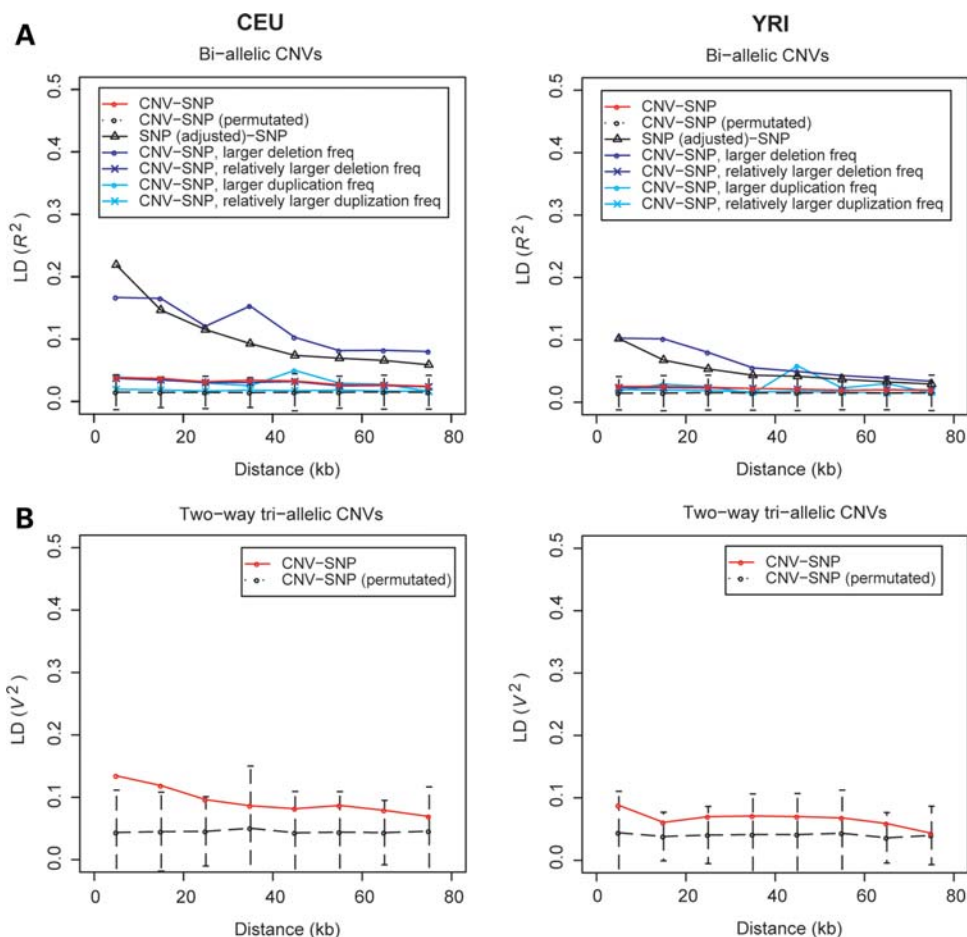 CEU
YRI
A
Bi-allelic CNVs
Bi-allelic CNVs
LD (R²)
0.5
0.4
0.3
0.2
0.1
0.0
CNV-SNP
CNV-SNP (permutated)
SNP (adjusted)-SNP
CNV-SNP, larger deletion freq
CNV-SNP, relatively larger deletion freq
CNV-SNP, larger duplication freq
CNV-SNP, relatively larger duplization freq
0 20 40 60 80
Distance (kb)
LD (R²)
0.5
0.4
0.3
0.2
0.1
0.0
CNV-SNP
CNV-SNP (permutated)
SNP (adjusted)-SNP
CNV-SNP, larger deletion freq
CNV-SNP, relatively larger deletion freq
CNV-SNP, larger duplication freq
CNV-SNP, relatively larger duplization freq
0 20 40 60 80
Distance (kb)
B
Two-way tri-allelic CNVs
Two-way tri-allelic CNVs
LD (V²)
0.5
0.4
0.3
0.2
0.1
0.0
CNV-SNP
CNV-SNP (permutated)
0 20 40 60 80
Distance (kb)
LD (V²)
0.5
0.4
0.3
0.2
0.1
0.0
CNV-SNP
CNV-SNP (permutated)
0 20 40 60 80
Distance (kb)